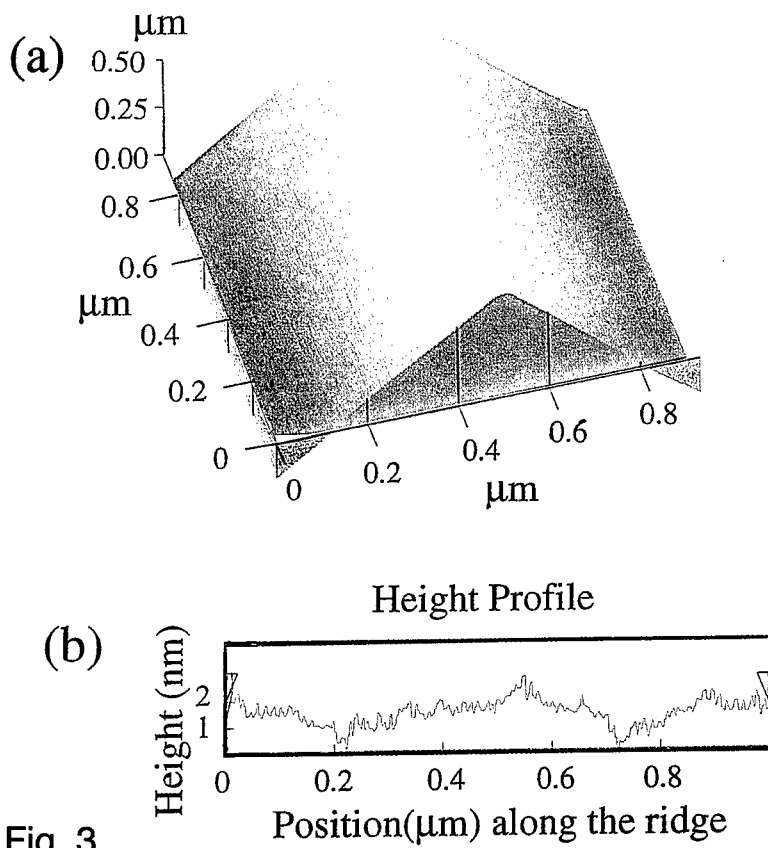 (a)
μm
0.50
0.25
0.00
0.8
0.6
μm
0.4
0.2
0
0
0.2
0.4
0.6
0.8
μm
Height Profile
(b)
Height (nm)
2
1
0
0.2
0.4
0.6
0.8
Position(μm) along the ridge
Fig. 3